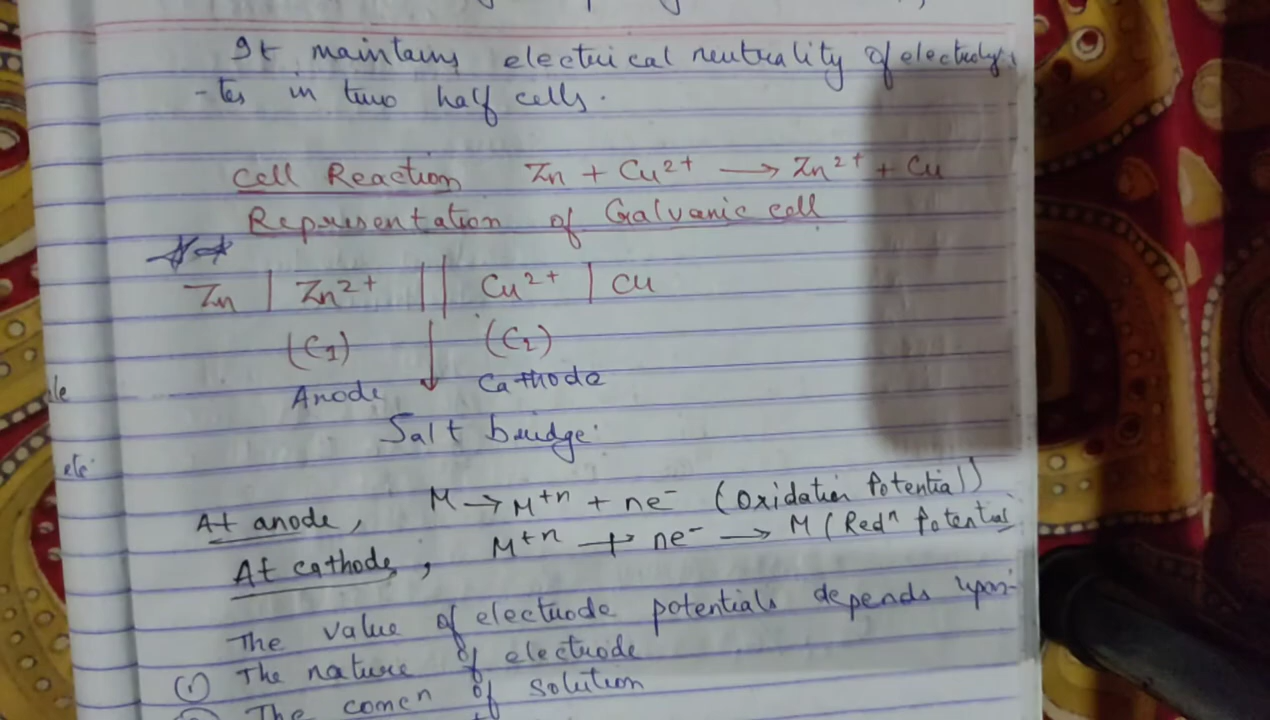 It maintains electrical neutrality of electroly
-tes in two half cells.
Cell Reaction Zn + Cu²⁺ → Zn²⁺ + Cu
Representation of Galvanic cell
Zn | Zn²⁺ || Cu²⁺ | Cu
(C₁) ↓ (C₂)
Anode Cathode
Salt bridge
At anode, M → M⁺ⁿ + ne⁻ (Oxidation Potential)
At cathode, M⁺ⁿ + ne⁻ → M (Redⁿ Potential
The value of electrode potentials depends upon:
(1) The nature of electrode
The concn of solution